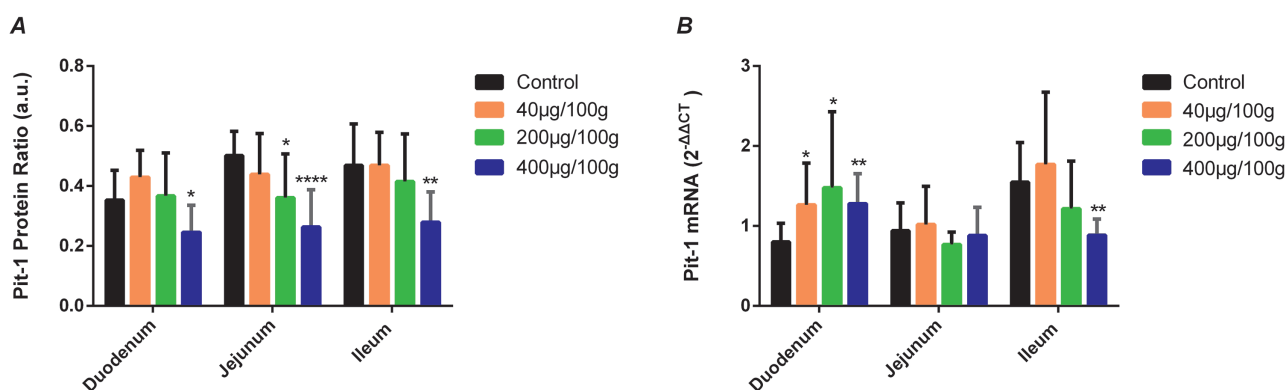 A
Pit-1 Protein Ratio (a.u.)
0.8
0.6
0.4
0.2
0.0
*
*
****
**
Duodenum
Jejunum
Ileum
Control
40µg/100g
200µg/100g
400µg/100g
B
Pit-1 mRNA (2-ΔΔCT)
3
2
1
0
*
*
**
**
Duodenum
Jejunum
Ileum
Control
40µg/100g
200µg/100g
400µg/100g